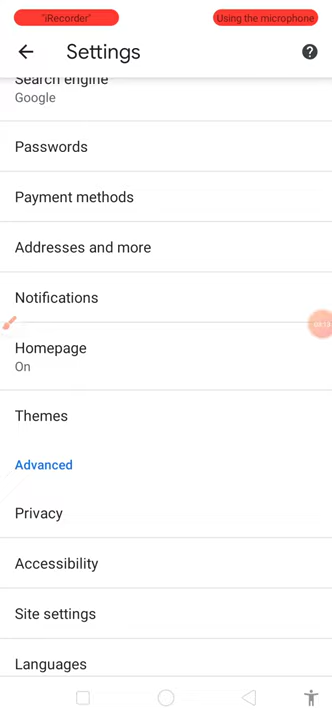 "iRecorder"
Using the microphone
Settings
Search engine
Google
Passwords
Payment methods
Addresses and more
Notifications
Homepage
On
Themes
Advanced
Privacy
Accessibility
Site settings
Languages